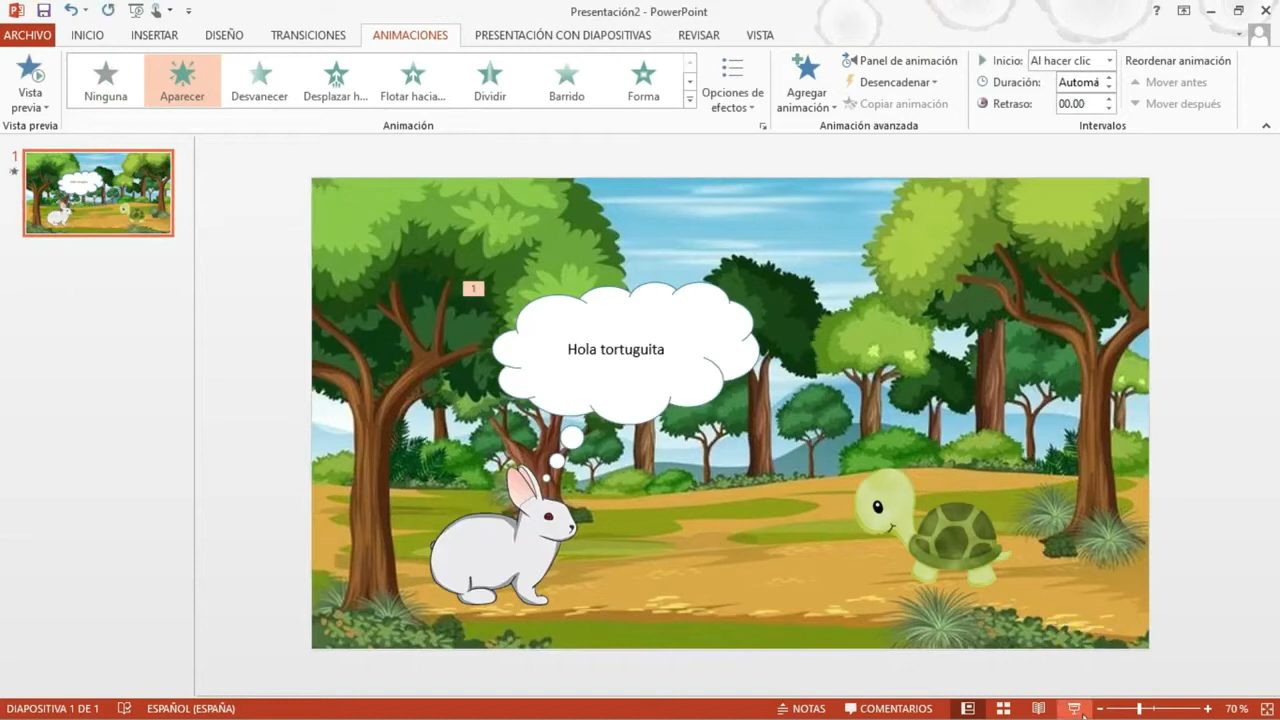 Presentación2 - PowerPoint
?
ARCHIVO INICIO INSERTAR DISEÑO TRANSICIONES ANIMACIONES PRESENTACIÓN CON DIAPOSITIVAS REVISAR VISTA
Vista previa
Vista previa
Ninguna Aparecer Desvanecer Desplazar h... Flotar hacia... Dividir Barrido Forma
Animación
Opciones de efectos
Agregar animación
Panel de animación
Desencadenar
Copiar animación
Animación avanzada
Inicio: Al hacer clic
Duración: Automá
Retraso: 00.00
Reordenar animación
Mover antes
Mover después
Intervalos
1
1
Hola tortuguita
DIAPOSITIVA 1 DE 1 ESPAÑOL (ESPAÑA) NOTAS COMENTARIOS 70 %